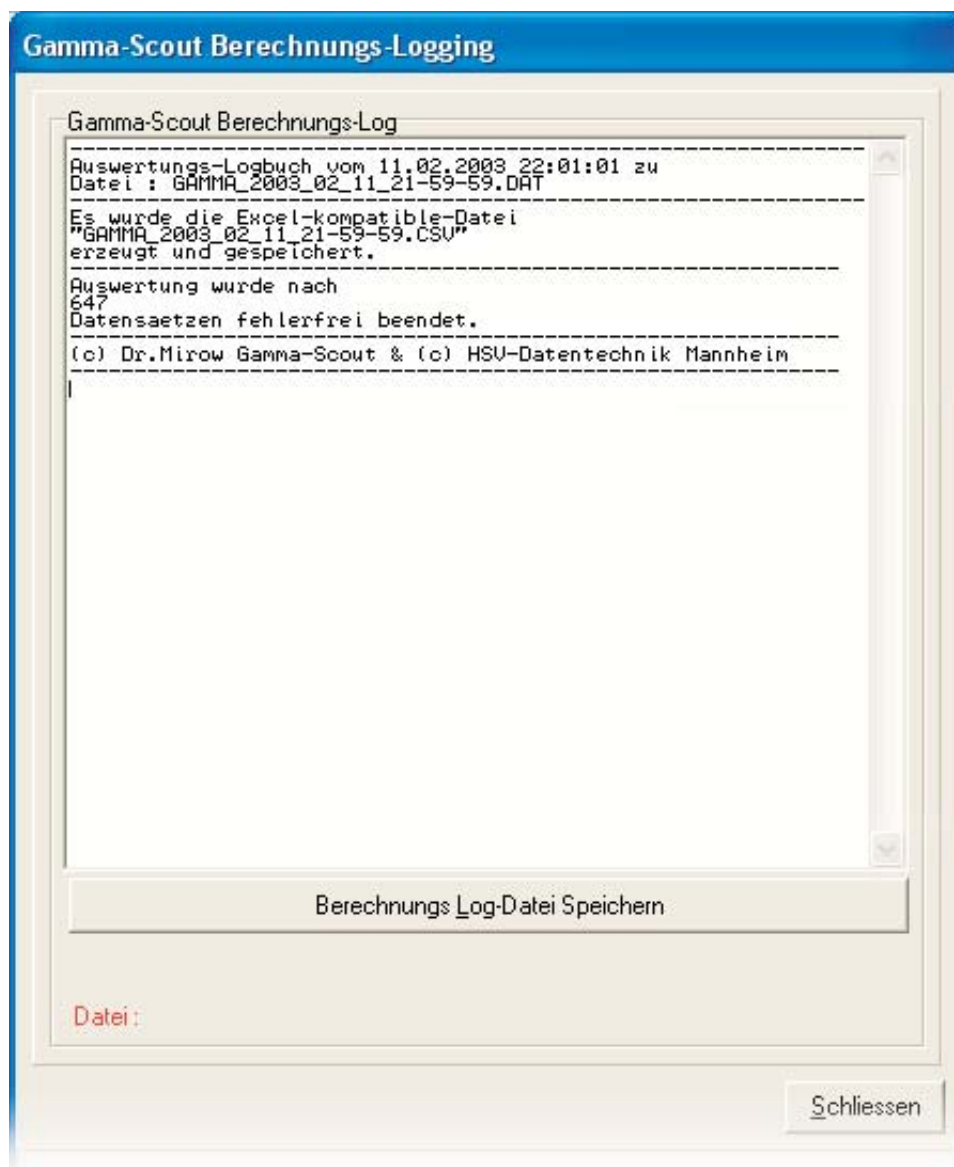 Gamma-Scout Berechnungs-Logging
Gamma-Scout Berechnungs-Log
--------------------------------------------------------------
Auswertungs-Logbuch vom 11.02.2003 22:01:01 zu
Datei : GAMMA_2003_02_11_21-59-59.DAT
--------------------------------------------------------------
Es wurde die Excel-kompatible-Datei
"GAMMA_2003_02_11_21-59-59.CSV"
erzeugt und gespeichert.
------------------------------------------------------------
Auswertung wurde nach
647
Datensaetzen fehlerfrei beendet.
------------------------------------------------------------
(c) Dr.Mirow Gamma-Scout & (c) HSV-Datentechnik Mannheim
------------------------------------------------------------
Berechnungs Log-Datei Speichern
Datei :
Schliessen